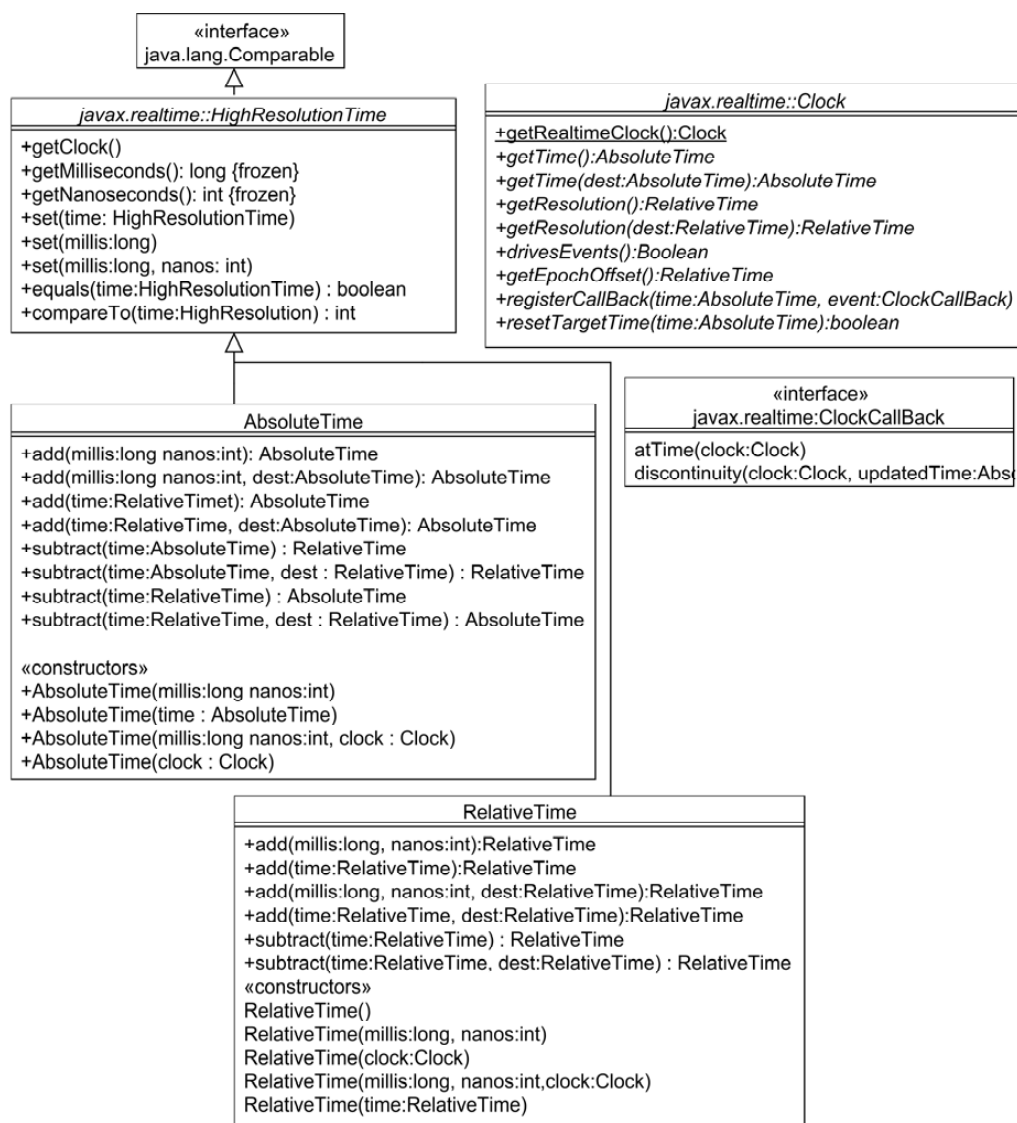 «interface»
java.lang.Comparable
javax.realtime::HighResolutionTime
+getClock()
+getMilliseconds(): long {frozen}
+getNanoseconds(): int {frozen}
+set(time: HighResolutionTime)
+set(millis:long)
+set(millis:long, nanos: int)
+equals(time:HighResolutionTime) : boolean
+compareTo(time:HighResolution) : int
javax.realtime::Clock
+getRealtimeClock():Clock
+getTime():AbsoluteTime
+getTime(dest:AbsoluteTime):AbsoluteTime
+getResolution():RelativeTime
+getResolution(dest:RelativeTime):RelativeTime
+drivesEvents():Boolean
+getEpochOffset():RelativeTime
+registerCallBack(time:AbsoluteTime, event:ClockCallBack)
+resetTargetTime(time:AbsoluteTime):boolean
«interface»
javax.realtime:ClockCallBack
atTime(clock:Clock)
discontinuity(clock:Clock, updatedTime:Abso
AbsoluteTime
+add(millis:long nanos:int): AbsoluteTime
+add(millis:long nanos:int, dest:AbsoluteTime): AbsoluteTime
+add(time:RelativeTimet): AbsoluteTime
+add(time:RelativeTime, dest:AbsoluteTime): AbsoluteTime
+subtract(time:AbsoluteTime) : RelativeTime
+subtract(time:AbsoluteTime, dest : RelativeTime) : RelativeTime
+subtract(time:RelativeTime) : AbsoluteTime
+subtract(time:RelativeTime, dest : RelativeTime) : AbsoluteTime
«constructors»
+AbsoluteTime(millis:long nanos:int)
+AbsoluteTime(time : AbsoluteTime)
+AbsoluteTime(millis:long nanos:int, clock : Clock)
+AbsoluteTime(clock : Clock)
RelativeTime
+add(millis:long, nanos:int):RelativeTime
+add(time:RelativeTime):RelativeTime
+add(millis:long, nanos:int, dest:RelativeTime):RelativeTime
+add(time:RelativeTime, dest:RelativeTime):RelativeTime
+subtract(time:RelativeTime) : RelativeTime
+subtract(time:RelativeTime, dest:RelativeTime) : RelativeTime
«constructors»
RelativeTime()
RelativeTime(millis:long, nanos:int)
RelativeTime(clock:Clock)
RelativeTime(millis:long, nanos:int,clock:Clock)
RelativeTime(time:RelativeTime)